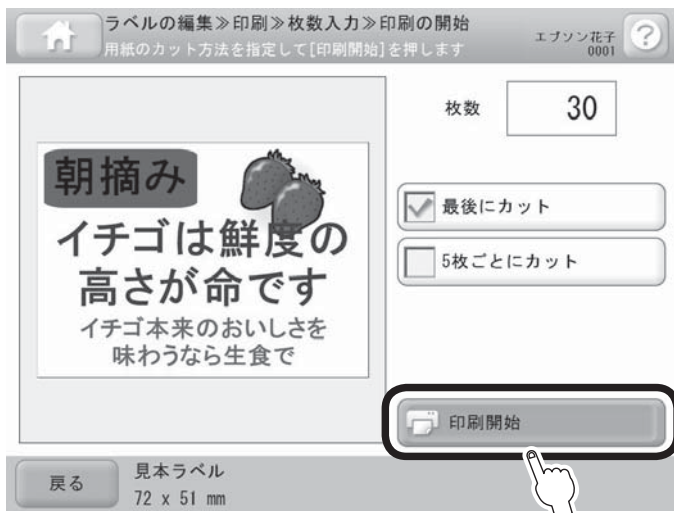 ラベルの編集≫印刷≫枚数入力≫印刷の開始
用紙のカット方法を指定して[印刷開始]を押します
エプソン花子
0001
?
枚数
30
朝摘み
イチゴは鮮度の
高さが命です
イチゴ本来のおいしさを
味わうなら生食で
最後にカット
5枚ごとにカット
印刷開始
戻る
見本ラベル
72 x 51 mm